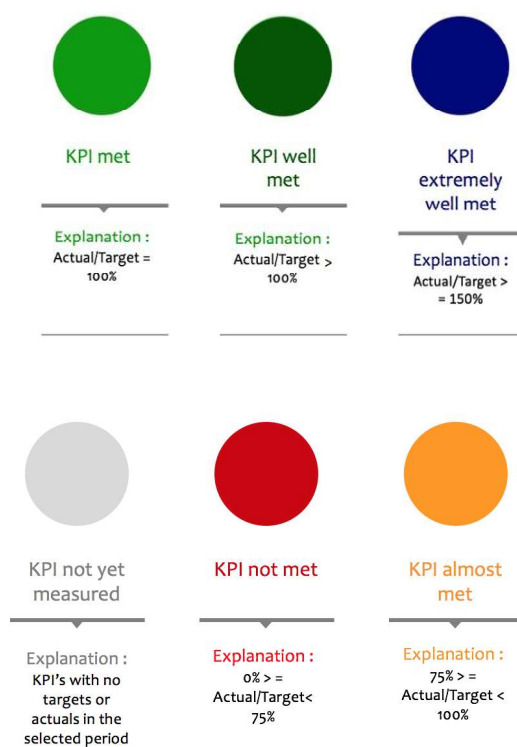 KPI met
Explanation :
Actual/Target =
100%
KPI well
met
Explanation :
Actual/Target >
100%
KPI
extremely
well met
Explanation :
Actual/Target >
= 150%
KPI not yet
measured
Explanation :
KPI's with no
targets or
actuals in the
selected period
KPI not met
Explanation :
0% > =
Actual/Target<
75%
KPI almost
met
Explanation :
75% > =
Actual/Target <
100%